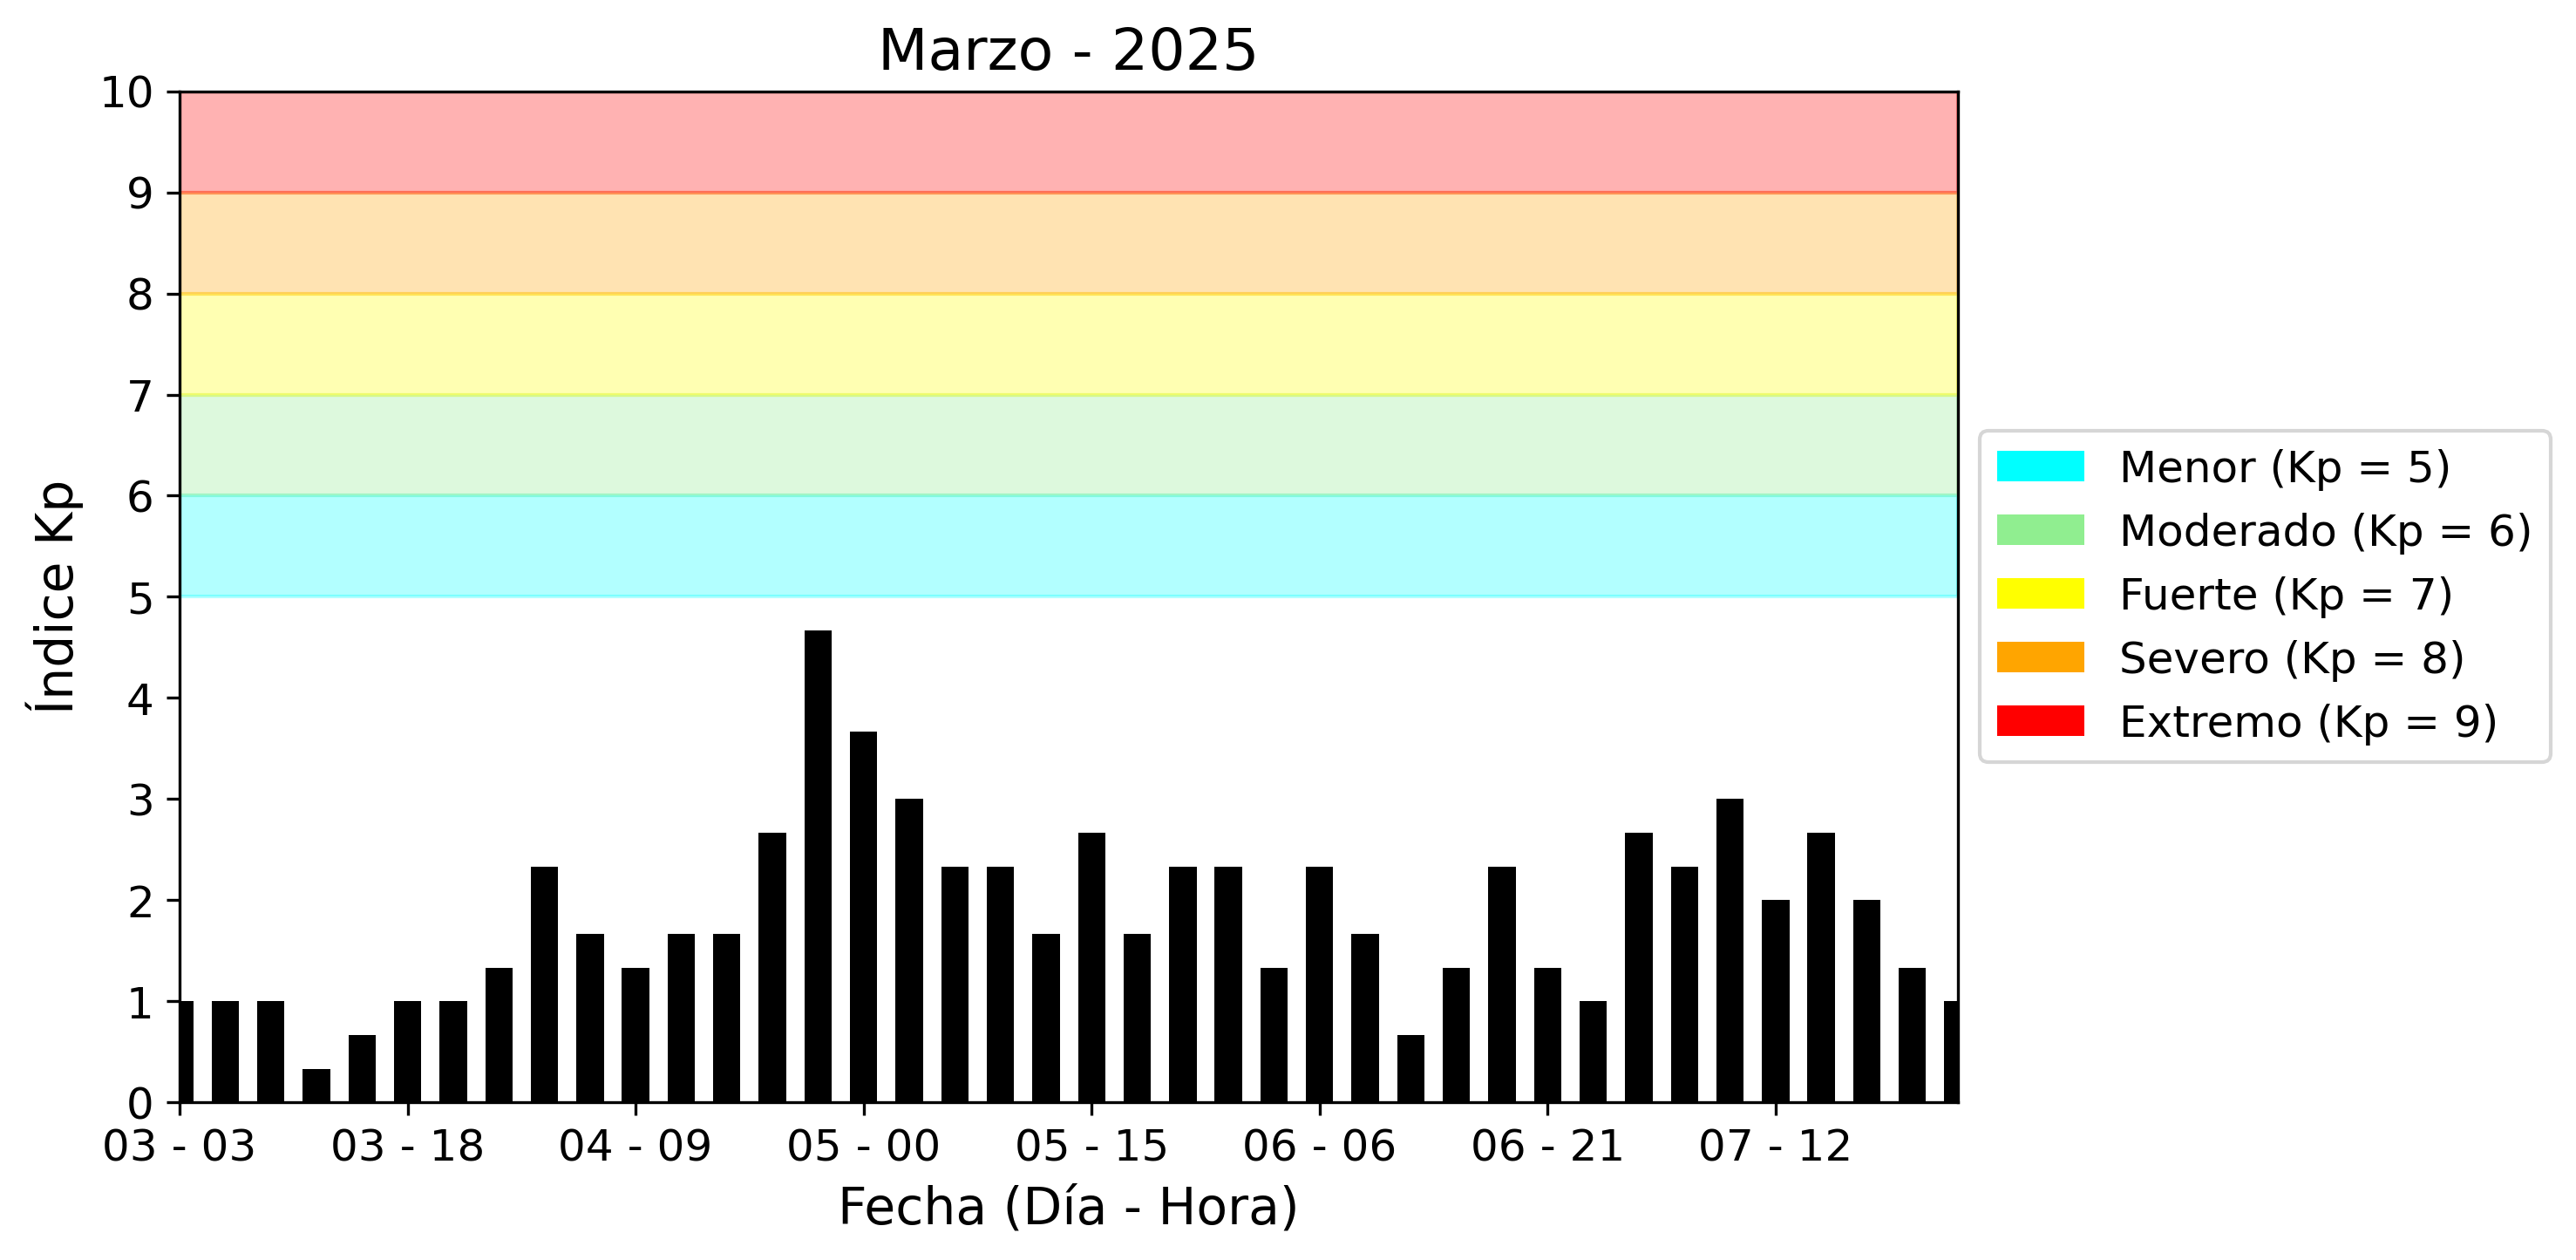 Marzo - 2025
10
9
8
7
6
5
4
3
2
1
0
Índice Kp
03 - 03
03 - 18
04 - 09
05 - 00
05 - 15
06 - 06
06 - 21
07 - 12
Fecha (Día - Hora)
Menor (Kp = 5)
Moderado (Kp = 6)
Fuerte (Kp = 7)
Severo (Kp = 8)
Extremo (Kp = 9)